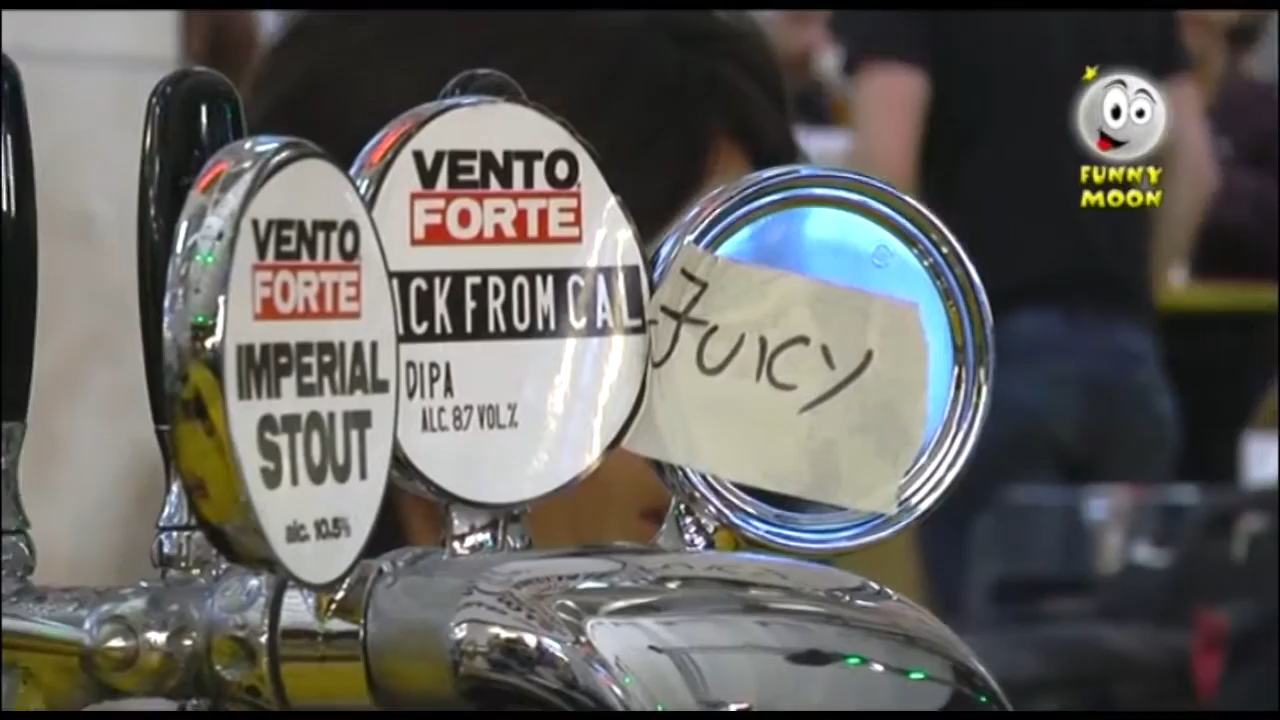 VENTO
FORTE
IMPERIAL
STOUT
alc. 10.5%
VENTO
FORTE
ICK FROM CAL
DIPA
ALC. 8.7 VOL.%
Juicy
FUNNY
MOON